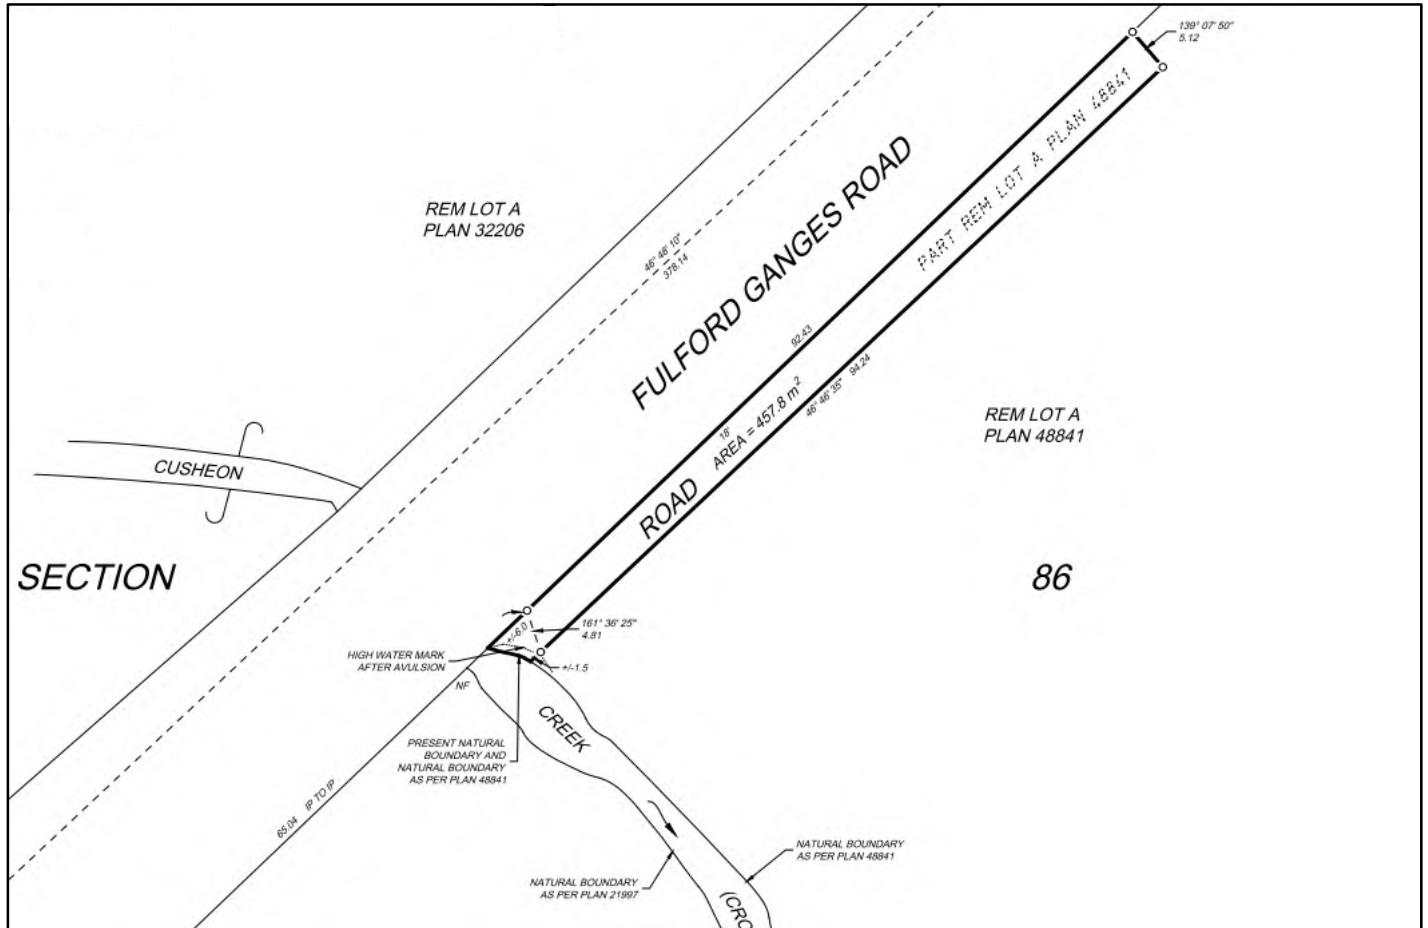 139° 07' 50"
5.12
PART REM LOT A PLAN 48841
REM LOT A
PLAN 32206
46° 48' 10"
378.14
FULFORD GANGES ROAD
92.43
46° 46' 35" 94.24
18'
AREA = 457.8 m²
ROAD
REM LOT A
PLAN 48841
CUSHEON
SECTION
86
+/-6.0
161° 36' 25"
4.81
HIGH WATER MARK
AFTER AVULSION
+/-1.5
NF
CREEK
PRESENT NATURAL
BOUNDARY AND
NATURAL BOUNDARY
AS PER PLAN 48841
65.04 IP TO IP
NATURAL BOUNDARY
AS PER PLAN 48841
NATURAL BOUNDARY
AS PER PLAN 21997
(CRO